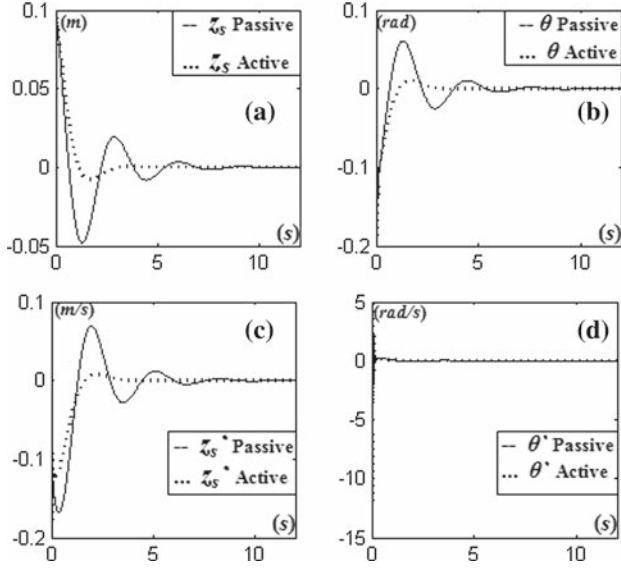 0.1
(m)
-- zs Passive
... zs Active
(a)
0.05
0
-0.05
(s)
0
5
10
0.1
(rad)
-- θ Passive
... θ Active
(b)
0
-0.1
-0.2
(s)
0
5
10
0.1
(m/s)
(c)
0
-0.1
-0.2
-- zs˙ Passive
... zs˙ Active
(s)
0
5
10
5
(rad/s)
(d)
0
-5
-10
-15
-- θ˙ Passive
... θ˙ Active
(s)
0
5
10